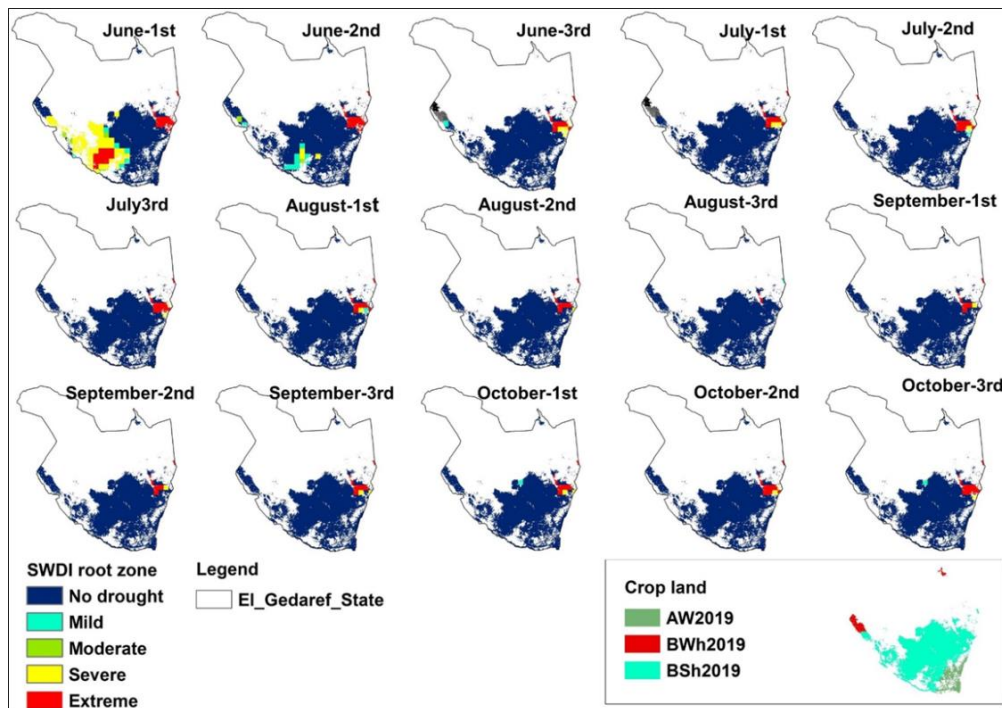 June-1st
June-2nd
June-3rd
July-1st
July-2nd
July3rd
August-1st
August-2nd
August-3rd
September-1st
September-2nd
September-3rd
October-1st
October-2nd
October-3rd
SWDI root zone
No drought
Mild
Moderate
Severe
Extreme
Legend
El_Gedaref_State
Crop land
AW2019
BWh2019
BSh2019